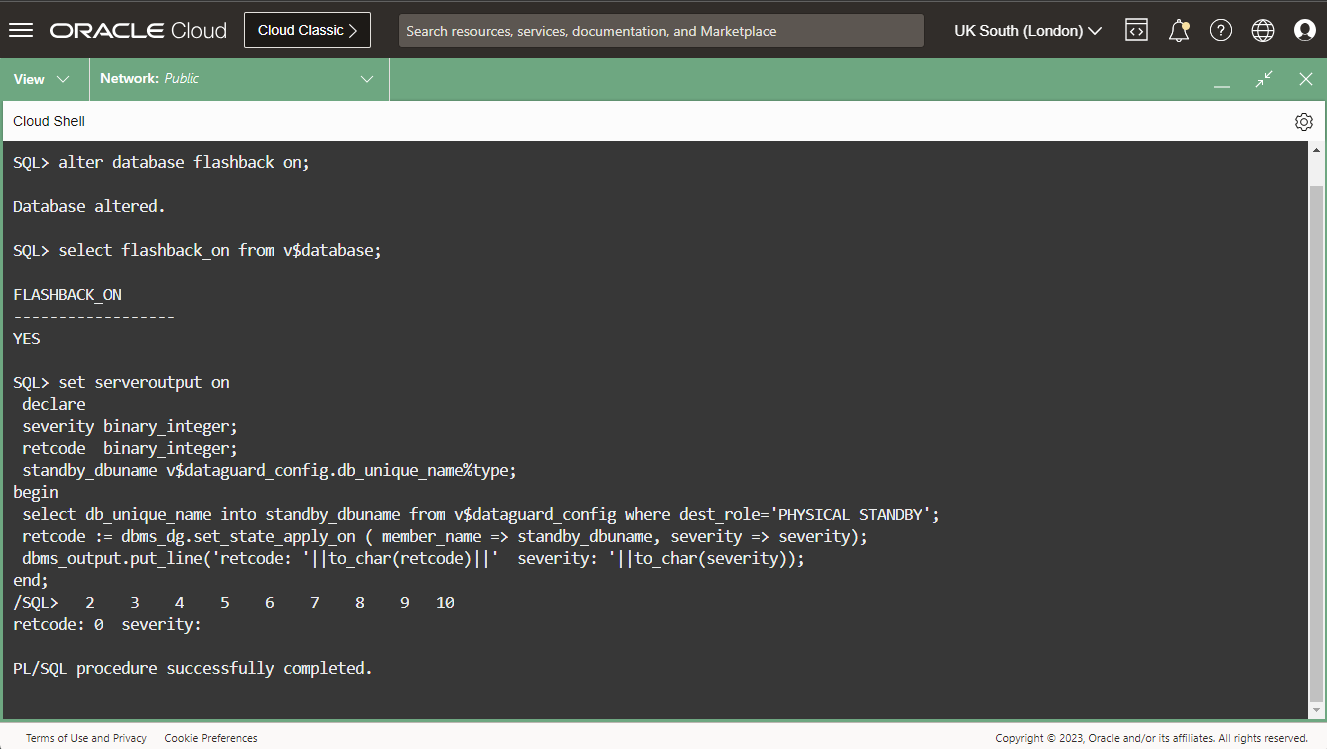 ORACLE Cloud Cloud Classic Search resources, services, documentation, and Marketplace UK South (London)
View Network: Public
Cloud Shell
SQL> alter database flashback on;
Database altered.
SQL> select flashback_on from v$database;
FLASHBACK_ON
------------------
YES
SQL> set serveroutput on
declare
severity binary_integer;
retcode  binary_integer;
standby_dbuname v$dataguard_config.db_unique_name%type;
begin
select db_unique_name into standby_dbuname from v$dataguard_config where dest_role='PHYSICAL STANDBY';
retcode := dbms_dg.set_state_apply_on ( member_name => standby_dbuname, severity => severity);
dbms_output.put_line('retcode: '||to_char(retcode)||'  severity: '||to_char(severity));
end;
/SQL>   2    3    4    5    6    7    8    9   10
retcode: 0  severity:
PL/SQL procedure successfully completed.
Terms of Use and Privacy Cookie Preferences Copyright © 2023, Oracle and/or its affiliates. All rights reserved.